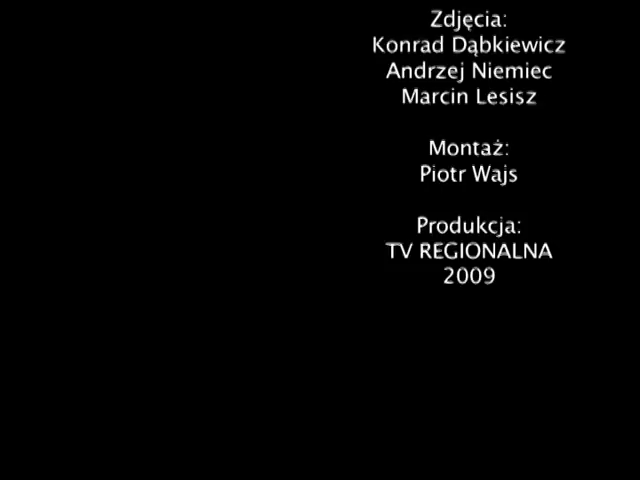 Zdjęcia:
Konrad Dąbkiewicz
Andrzej Niemiec
Marcin Lesisz
Montaż:
Piotr Wajs
Produkcja:
TV REGIONALNA
2009